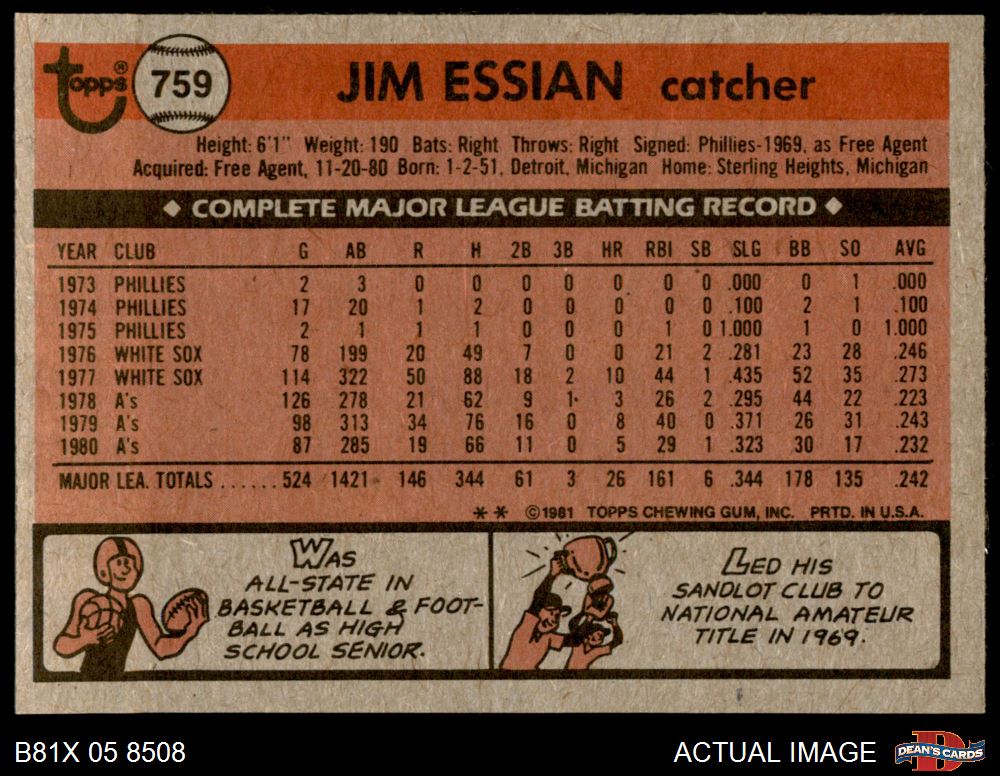 topps® 759 JIM ESSIAN catcher
Height: 6'1" Weight: 190 Bats: Right Throws: Right Signed: Phillies-1969, as Free Agent
Acquired: Free Agent, 11-20-80 Born: 1-2-51, Detroit, Michigan Home: Sterling Heights, Michigan
◆ COMPLETE MAJOR LEAGUE BATTING RECORD ◆
YEAR CLUB G AB R H 2B 3B HR RBI SB SLG BB SO AVG
1973 PHILLIES 2 3 0 0 0 0 0 0 0 .000 0 1 .000
1974 PHILLIES 17 20 1 2 0 0 0 0 0 .100 2 1 .100
1975 PHILLIES 2 1 1 1 0 0 0 1 0 1.000 1 0 1.000
1976 WHITE SOX 78 199 20 49 7 0 0 21 2 .281 23 28 .246
1977 WHITE SOX 114 322 50 88 18 2 10 44 1 .435 52 35 .273
1978 A's 126 278 21 62 9 1 3 26 2 .295 44 22 .223
1979 A's 98 313 34 76 16 0 8 40 0 .371 26 31 .243
1980 A's 87 285 19 66 11 0 5 29 1 .323 30 17 .232
MAJOR LEA. TOTALS ...... 524 1421 146 344 61 3 26 161 6 .344 178 135 .242
** ©1981 TOPPS CHEWING GUM, INC. PRTD. IN U.S.A.
WAS
ALL-STATE IN
BASKETBALL & FOOT-
BALL AS HIGH
SCHOOL SENIOR.
LED HIS
SANDLOT CLUB TO
NATIONAL AMATEUR
TITLE IN 1969.
B81X 05 8508 ACTUAL IMAGE DEAN'S CARDS